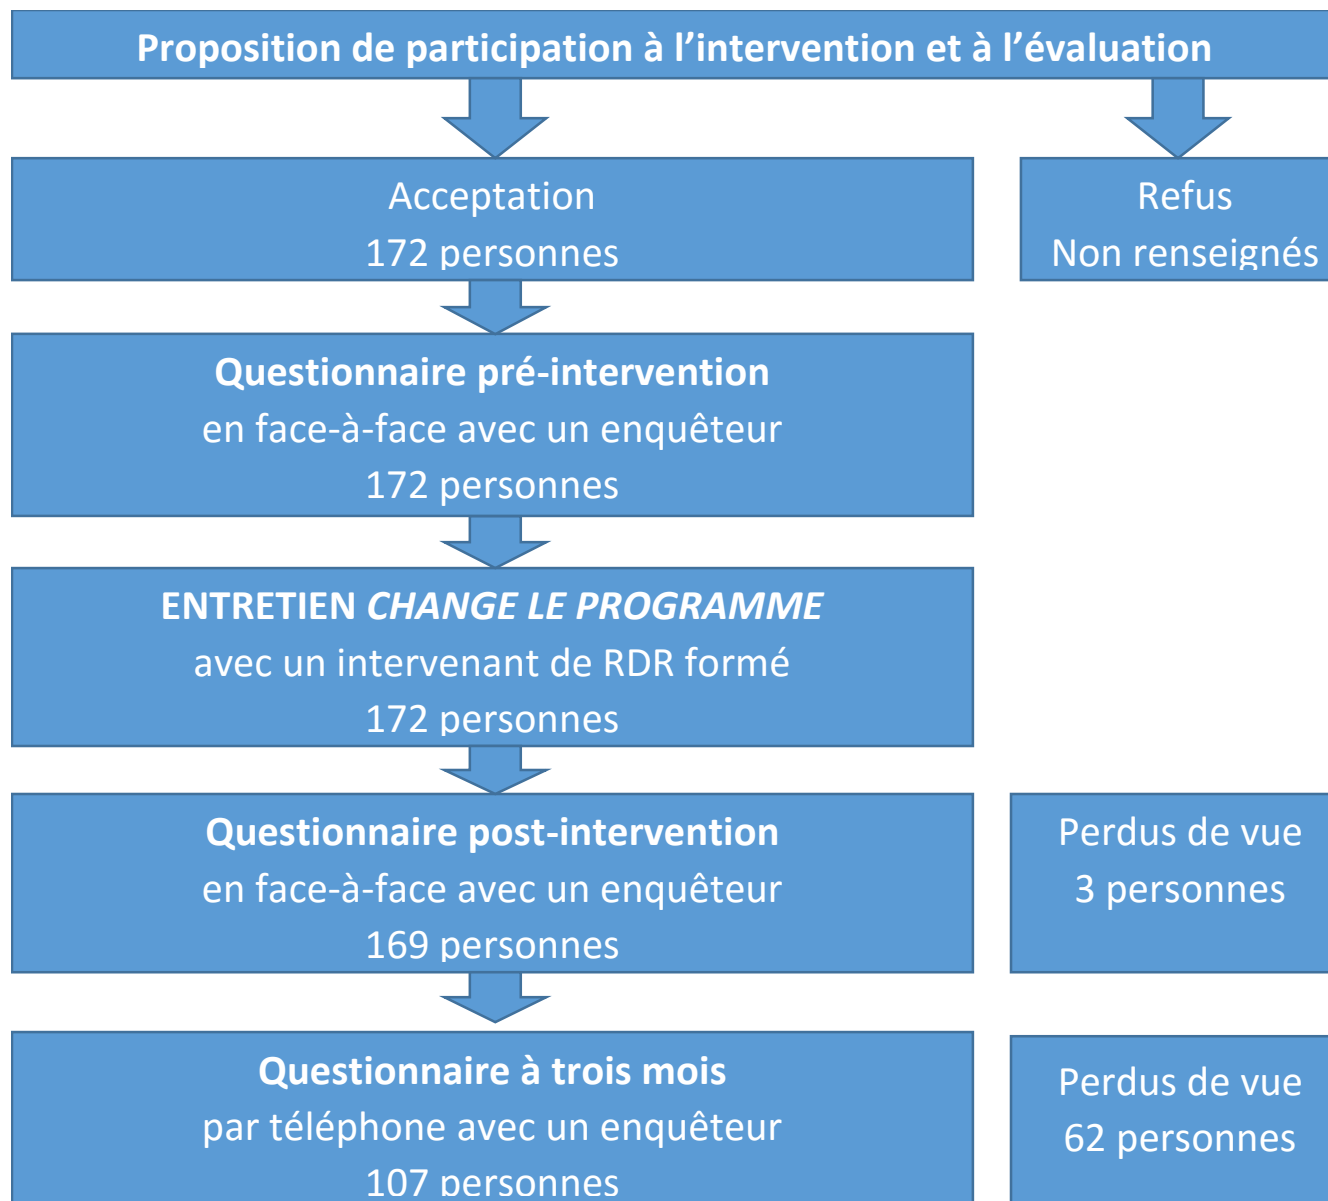 Proposition de participation à l’intervention et à l’évaluation
Acceptation
172 personnes
Refus
Non renseignés
Questionnaire pré-intervention
en face-à-face avec un enquêteur
172 personnes
ENTRETIEN CHANGE LE PROGRAMME
avec un intervenant de RDR formé
172 personnes
Questionnaire post-intervention
en face-à-face avec un enquêteur
169 personnes
Perdus de vue
3 personnes
Questionnaire à trois mois
par téléphone avec un enquêteur
107 personnes
Perdus de vue
62 personnes